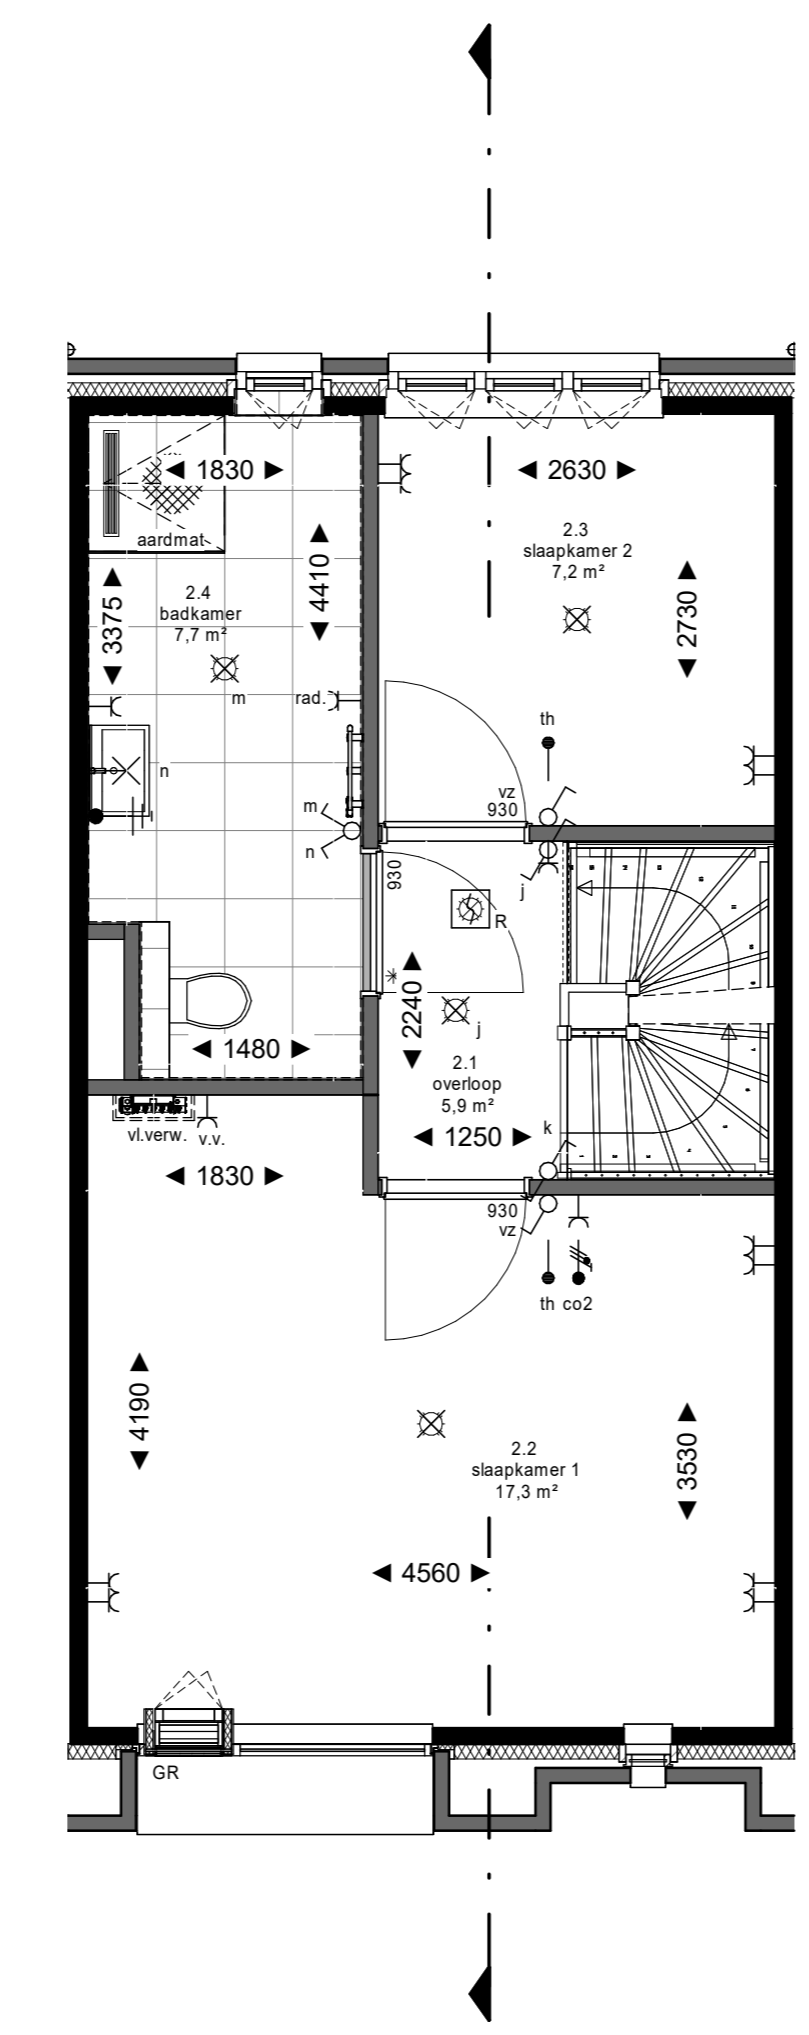 1830
2630
aardmat
2.3
slaapkamer 2
7,2 m²
4410
3375
2.4
badkamer
7,7 m²
2730
m
rad.
th
n
m
n
vz
930
j
930
R
2240
j
1480
2.1
overloop
5,9 m²
vl.verw.
v.v.
1250
k
1830
930
vz
th co2
4190
2.2
slaapkamer 1
17,3 m²
3530
4560
GR